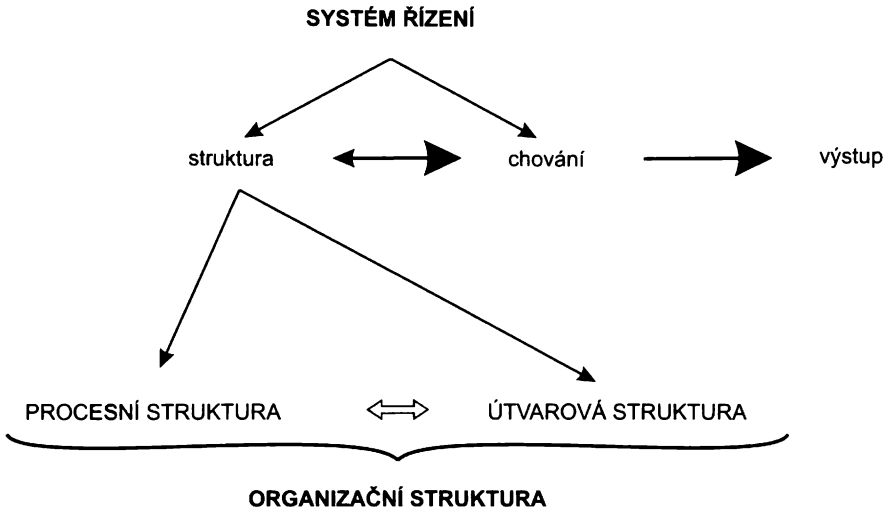 SYSTÉM ŘÍZENÍ
struktura chování výstup
PROCESNÍ STRUKTURA ÚTVAROVÁ STRUKTURA
ORGANIZAČNÍ STRUKTURA